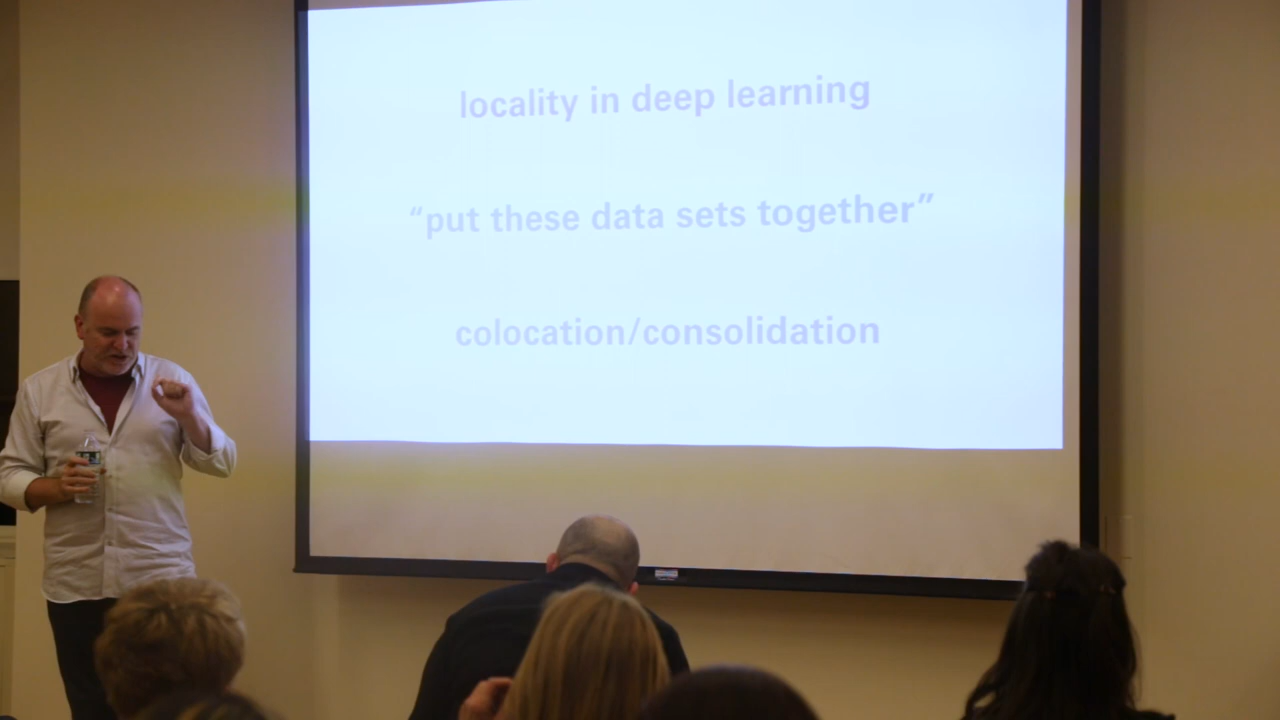 locality in deep learning
“put these data sets together”
colocation/consolidation